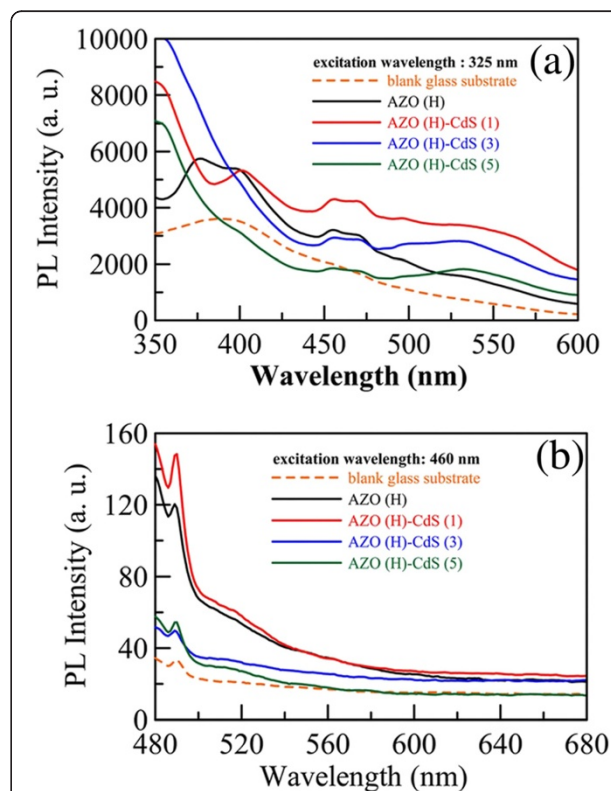 10000
8000
6000
4000
2000
0
PL Intensity (a. u.)
excitation wavelength : 325 nm
(a)
blank glass substrate
AZO (H)
AZO (H)-CdS (1)
AZO (H)-CdS (3)
AZO (H)-CdS (5)
350 400 450 500 550 600
Wavelength (nm)
160
120
80
40
0
PL Intensity (a. u.)
excitation wavelength: 460 nm
(b)
blank glass substrate
AZO (H)
AZO (H)-CdS (1)
AZO (H)-CdS (3)
AZO (H)-CdS (5)
480 520 560 600 640 680
Wavelength (nm)